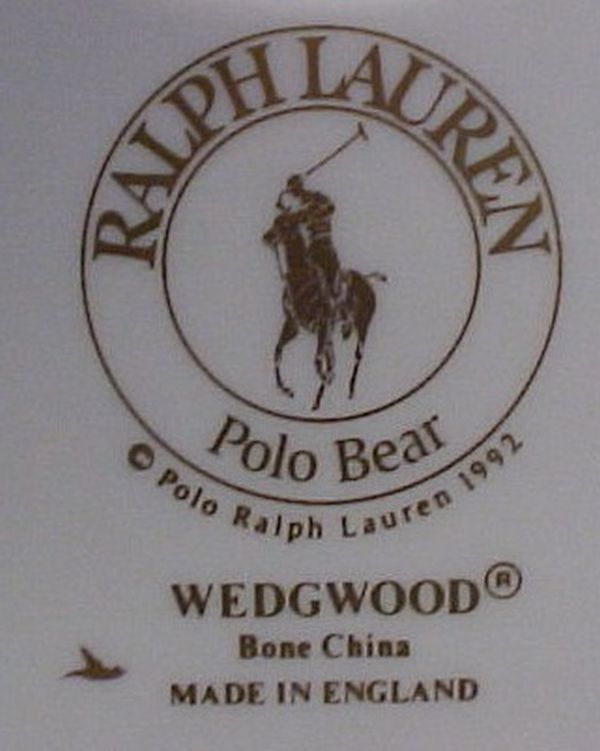 RALPH LAUREN
Polo Bear
© Polo Ralph Lauren 1992
WEDGWOOD®
Bone China
MADE IN ENGLAND